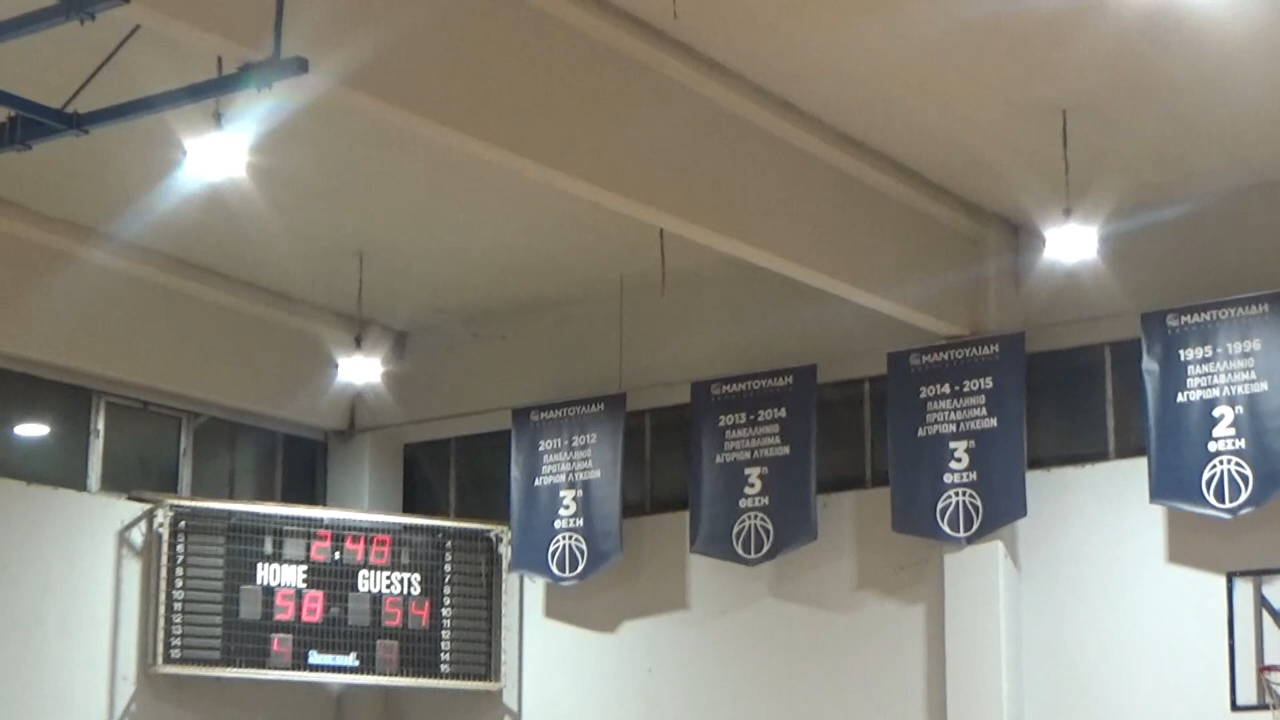 ΜΑΝΤΟΥΛΙΔΗ
2011 - 2012
ΠΑΝΕΛΛΗΝΙΟ
ΠΡΩΤΑΘΛΗΜΑ
ΑΓΟΡΙΩΝ ΛΥΚΕΙΩΝ
3η
ΘΕΣΗ
ΜΑΝΤΟΥΛΙΔΗ
2013 - 2014
ΠΑΝΕΛΛΗΝΙΟ
ΠΡΩΤΑΘΛΗΜΑ
ΑΓΟΡΙΩΝ ΛΥΚΕΙΩΝ
3η
ΘΕΣΗ
ΜΑΝΤΟΥΛΙΔΗ
2014 - 2015
ΠΑΝΕΛΛΗΝΙΟ
ΠΡΩΤΑΘΛΗΜΑ
ΑΓΟΡΙΩΝ ΛΥΚΕΙΩΝ
3η
ΘΕΣΗ
ΜΑΝΤΟΥΛΙΔΗ
1995 - 1996
ΠΑΝΕΛΛΗΝΙΟ
ΠΡΩΤΑΘΛΗΜΑ
ΑΓΟΡΙΩΝ ΛΥΚΕΙΩΝ
2η
ΘΕΣΗ
2:48
HOME GUESTS
58 54
4